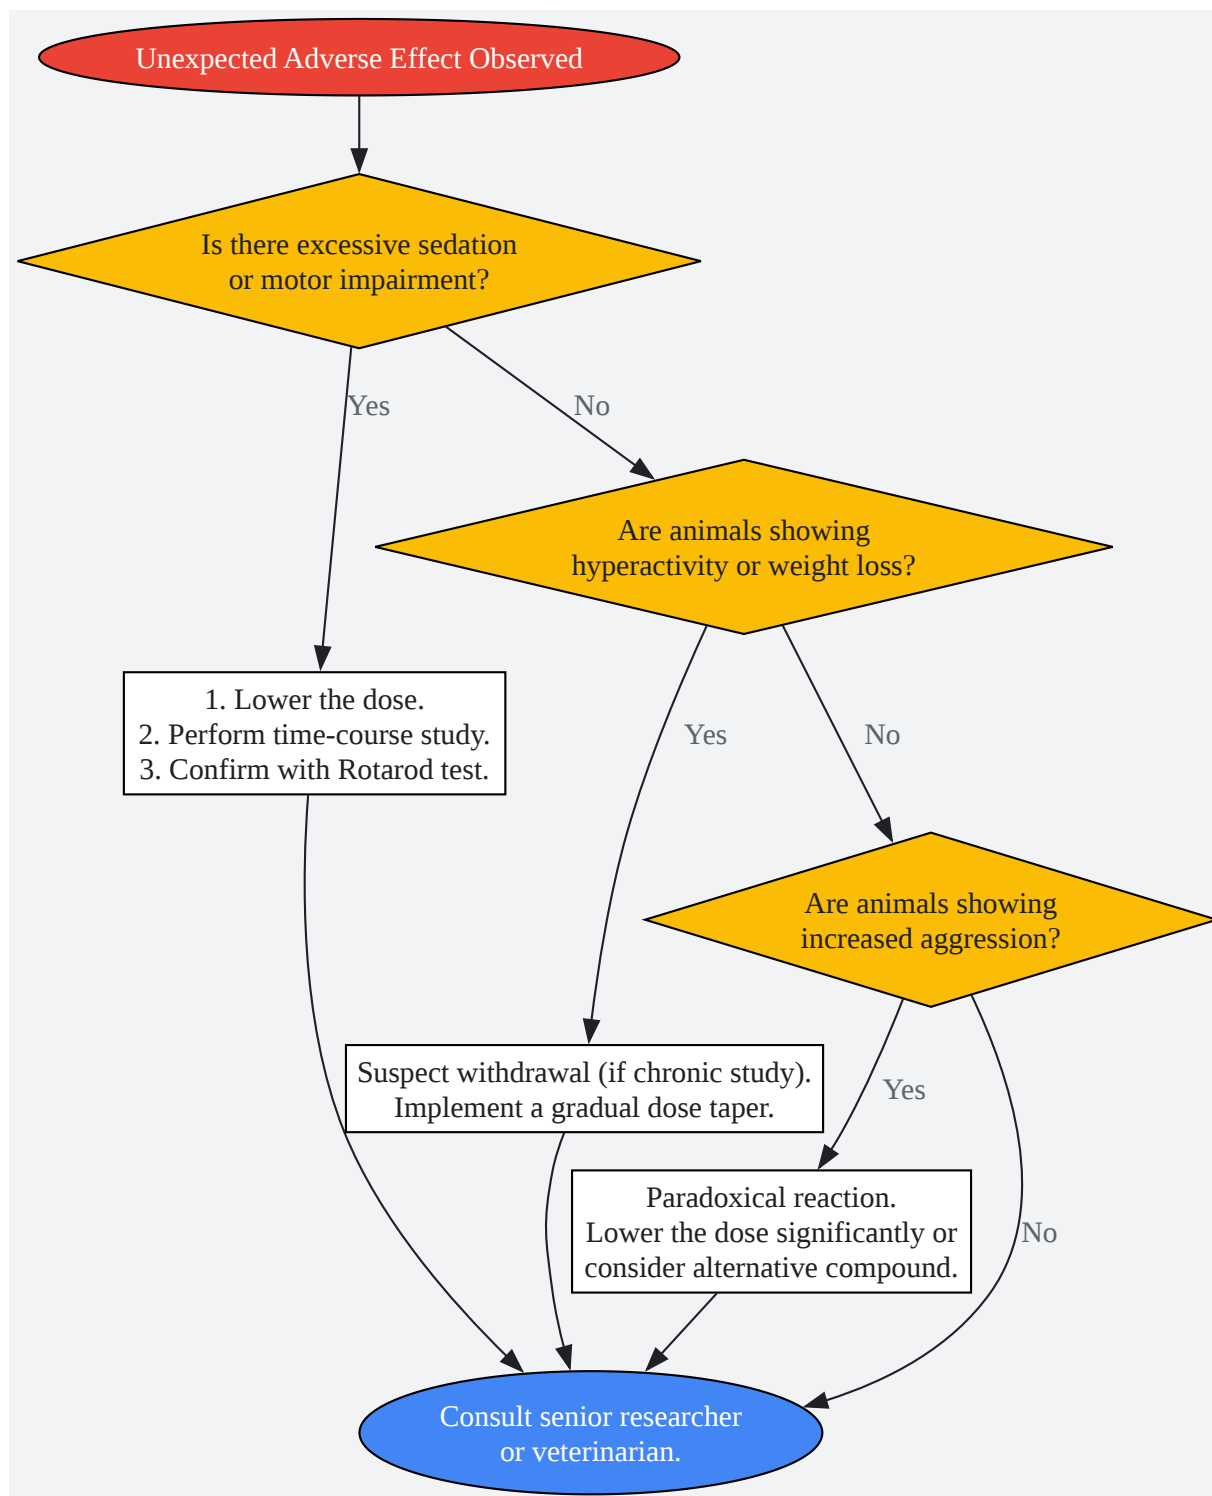 Unexpected Adverse Effect Observed
Is there excessive sedation
or motor impairment?
Yes
No
Are animals showing
hyperactivity or weight loss?
1. Lower the dose.
2. Perform time-course study.
3. Confirm with Rotarod test.
Yes
No
Are animals showing
increased aggression?
Suspect withdrawal (if chronic study).
Implement a gradual dose taper.
Yes
Paradoxical reaction.
Lower the dose significantly or
consider alternative compound.
No
Consult senior researcher
or veterinarian.